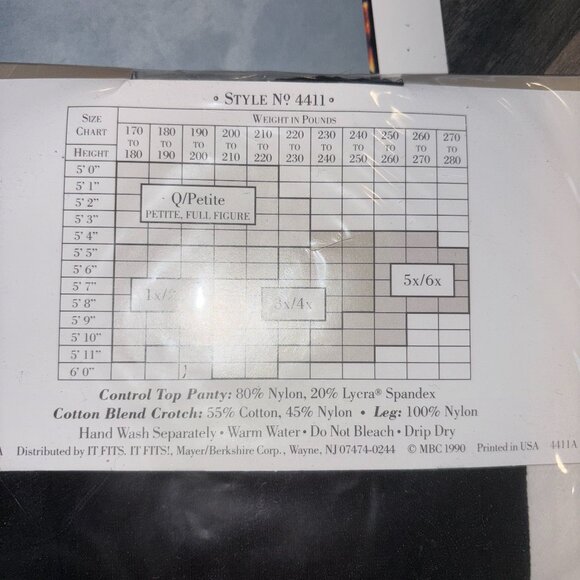 • STYLE Nº 4411 •
SIZE CHART WEIGHT IN POUNDS
HEIGHT 170 TO 180 180 TO 190 190 TO 200 200 TO 210 210 TO 220 220 TO 230 230 TO 240 240 TO 250 250 TO 260 260 TO 270 270 TO 280
5' 0"
5' 1"
5' 2"
5' 3"
Q/Petite
PETITE, FULL FIGURE
5' 4"
5' 5"
5' 6"
5' 7"
5' 8"
5' 9"
5' 10"
5' 11"
6' 0"
3x/4x
5x/6x
Control Top Panty: 80% Nylon, 20% Lycra® Spandex
Cotton Blend Crotch: 55% Cotton, 45% Nylon • Leg: 100% Nylon
Hand Wash Separately • Warm Water • Do Not Bleach • Drip Dry
Distributed by IT FITS. IT FITS!, Mayer/Berkshire Corp., Wayne, NJ 07474-0244 © MBC 1990 Printed in USA 4411A